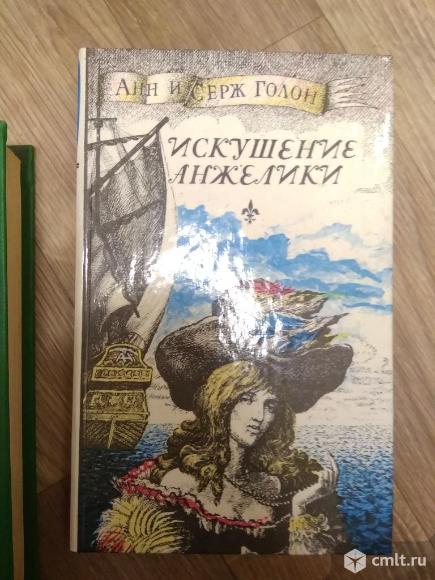 Анн и Серж Голон
Искушение
Анжелики
cmlt.ru